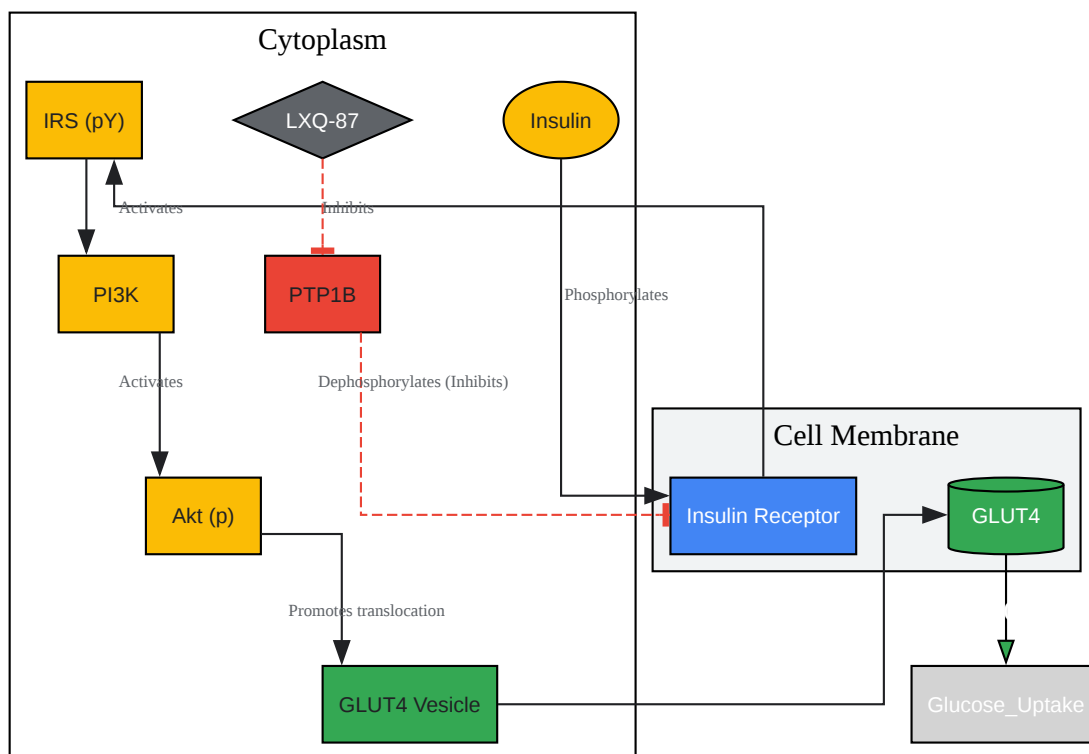 Cytoplasm
IRS (pY)
LXQ-87
Insulin
Activates
Inhibits
PI3K
PTP1B
Phosphorylates
Activates
Dephosphorylates (Inhibits)
Cell Membrane
Akt (p)
Insulin Receptor
GLUT4
Promotes translocation
GLUT4 Vesicle
Glucose_Uptake